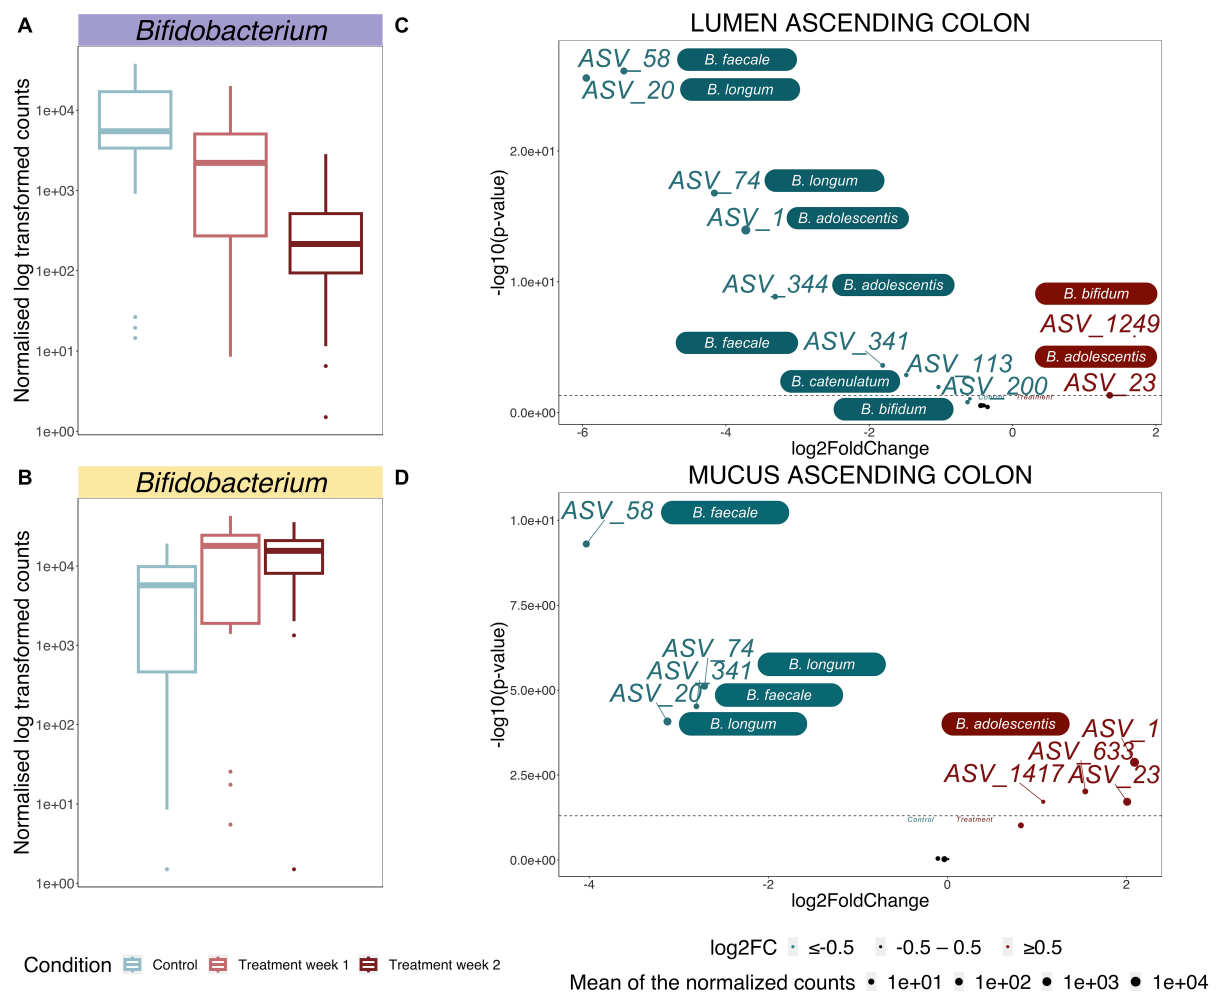 A
Bifidobacterium
Normalised log transformed counts
1e+04
1e+03
1e+02
1e+01
1e+00
B
Bifidobacterium
Normalised log transformed counts
1e+04
1e+03
1e+02
1e+01
1e+00
Condition
Control
Treatment week 1
Treatment week 2
C
LUMEN ASCENDING COLON
-log10(p-value)
2.0e+01
1.0e+01
0.0e+00
ASV_58 B. faecale
ASV_20 B. longum
ASV_74 B. longum
ASV_1 B. adolescentis
ASV_344 B. adolescentis
B. bifidum
ASV_1249
B. faecale ASV_341
B. adolescentis
ASV_113
B. catenulatum ASV_200
ASV_23
Control Treatment
B. bifidum
-6 -4 -2 0 2
log2FoldChange
D
MUCUS ASCENDING COLON
-log10(p-value)
1.0e+01
7.5e+00
5.0e+00
2.5e+00
0.0e+00
ASV_58 B. faecale
ASV_74
B. longum
ASV_341
ASV_20 B. faecale
B. longum
B. adolescentis ASV_1
ASV_633
ASV_1417 ASV_23
Control Treatment
-4 -2 0 2
log2FoldChange
log2FC ≤-0.5 -0.5 – 0.5 ≥0.5
Mean of the normalized counts 1e+01 1e+02 1e+03 1e+04